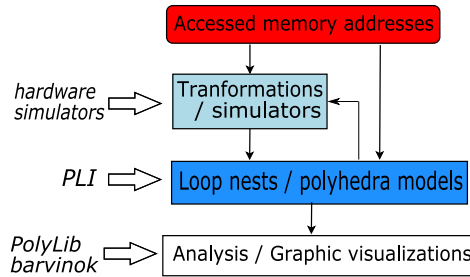 Accessed memory addresses
hardware
simulators
Tranformations
/ simulators
PLI
Loop nests / polyhedra models
PolyLib
barvinok
Analysis / Graphic visualizations